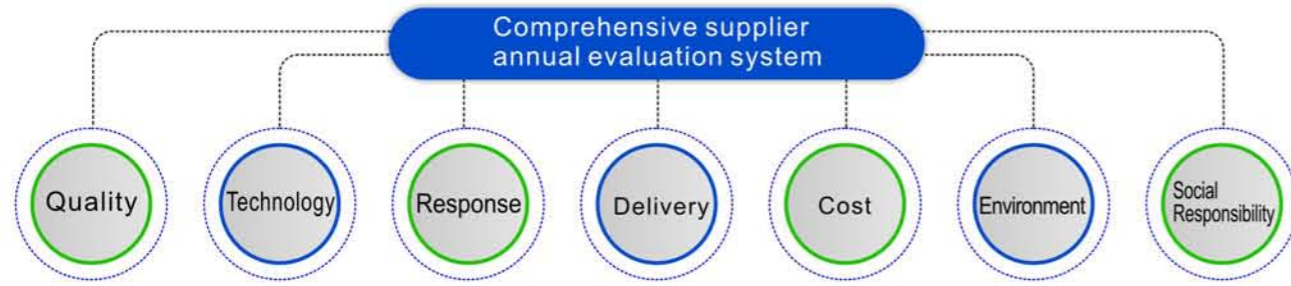 Comprehensive supplier
annual evaluation system
Quality
Technology
Response
Delivery
Cost
Environment
Social
Responsibility